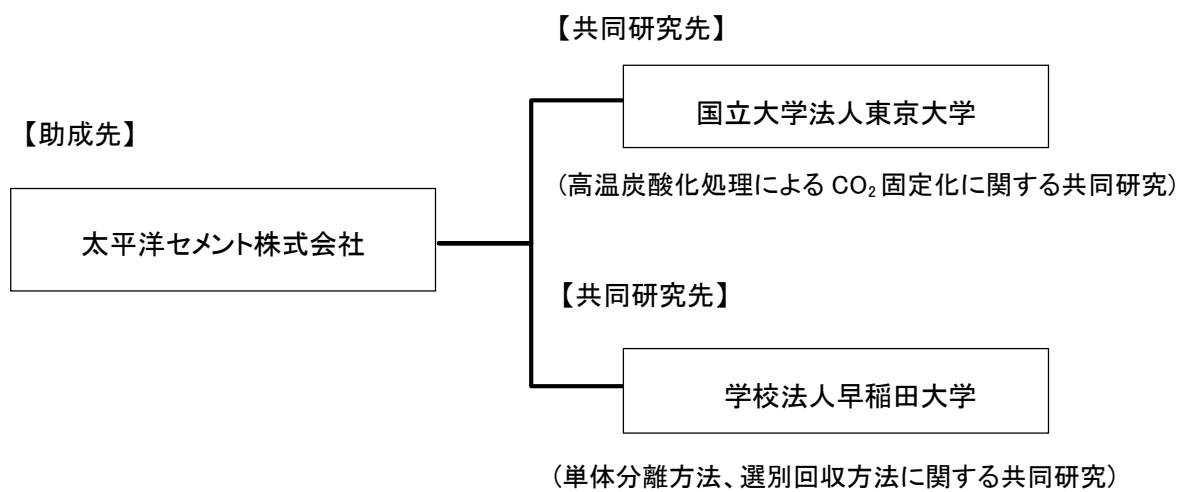 【共同研究先】
国立大学法人東京大学
【助成先】
(高温炭酸化処理による CO₂ 固定化に関する共同研究)
太平洋セメント株式会社
【共同研究先】
学校法人早稲田大学
(単体分離方法、選別回収方法に関する共同研究)